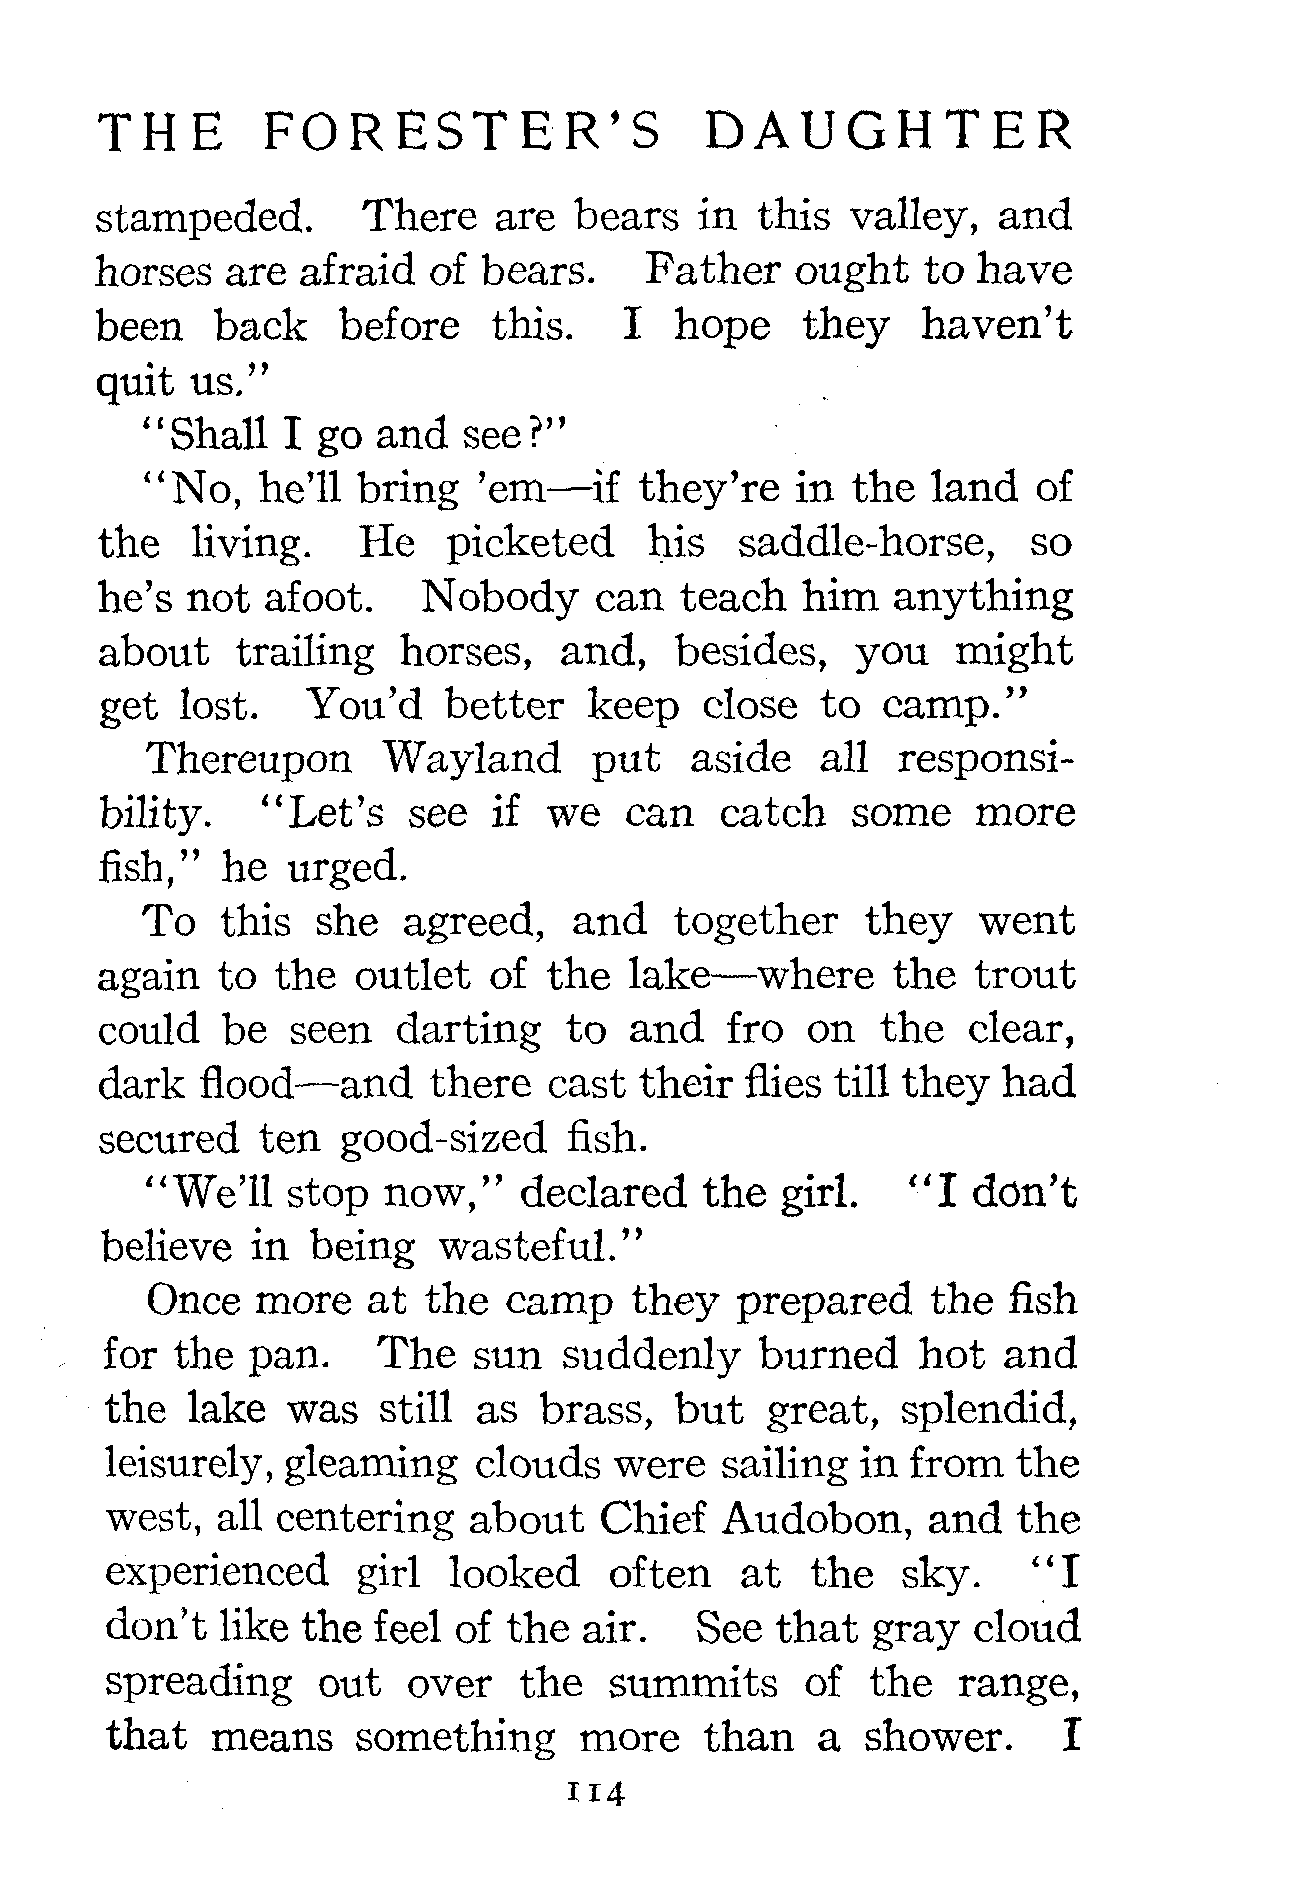 THE FORESTER'S DAUGHTER
stampeded. There are bears in this valley, and
horses are afraid of bears. Father ought to have
been back before this. I hope they haven't
quit us."
"Shall I go and see?"
"No, he'll bring 'em—if they're in the land of
the living. He picketed his saddle-horse, so
he's not afoot. Nobody can teach him anything
about trailing horses, and, besides, you might
get lost. You'd better keep close to camp."
Thereupon Wayland put aside all responsi-
bility. "Let's see if we can catch some more
fish," he urged.
To this she agreed, and together they went
again to the outlet of the lake—where the trout
could be seen darting to and fro on the clear,
dark flood—and there cast their flies till they had
secured ten good-sized fish.
"We'll stop now," declared the girl. "I don't
believe in being wasteful."
Once more at the camp they prepared the fish
for the pan. The sun suddenly burned hot and
the lake was still as brass, but great, splendid,
leisurely, gleaming clouds were sailing in from the
west, all centering about Chief Audobon, and the
experienced girl looked often at the sky. "I
don't like the feel of the air. See that gray cloud
spreading out over the summits of the range,
that means something more than a shower. I
114